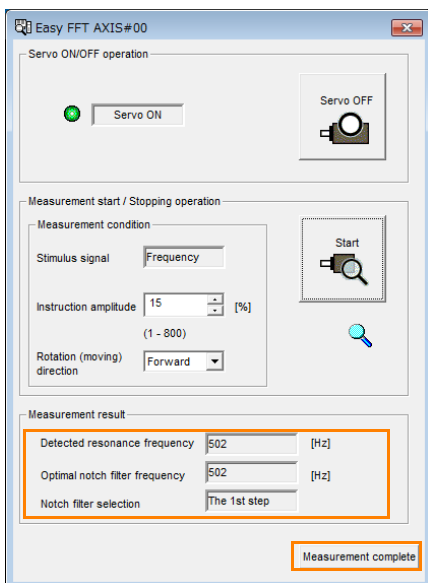 Easy FFT AXIS#00
Servo ON/OFF operation
Servo ON
Servo OFF
Measurement start / Stopping operation
Measurement condition
Stimulus signal Frequency
Start
Instruction amplitude 15 [%]
(1 - 800)
Rotation (moving)
direction Forward
Measurement result
Detected resonance frequency 502 [Hz]
Optimal notch filter frequency 502 [Hz]
Notch filter selection The 1st step
Measurement complete